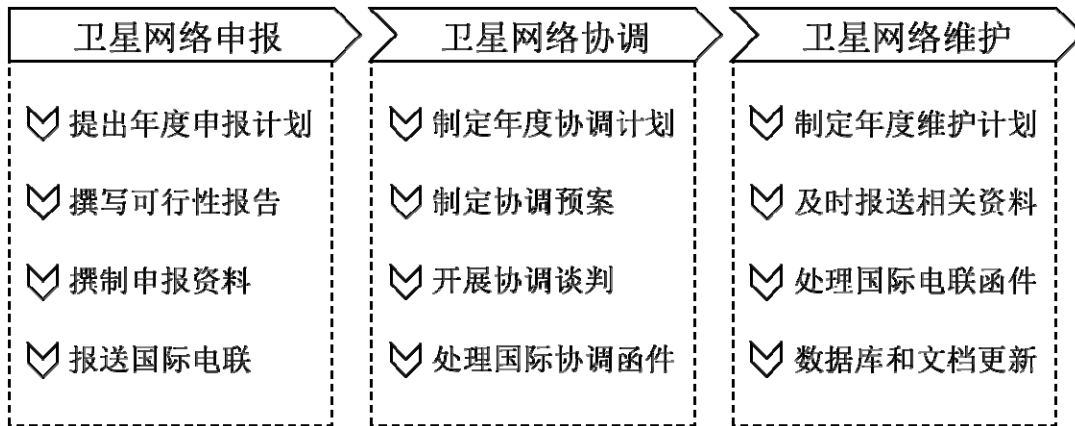 卫星网络申报
提出年度申报计划
撰写可行性报告
撰制申报资料
报送国际电联
卫星网络协调
制定年度协调计划
制定协调预案
开展协调谈判
处理国际协调函件
卫星网络维护
制定年度维护计划
及时报送相关资料
处理国际电联函件
数据库和文档更新